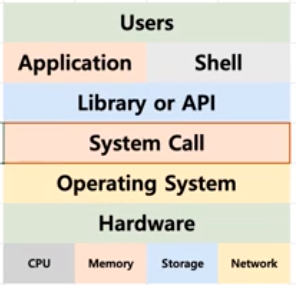 Users
Application Shell
Library or API
System Call
Operating System
Hardware
CPU Memory Storage Network